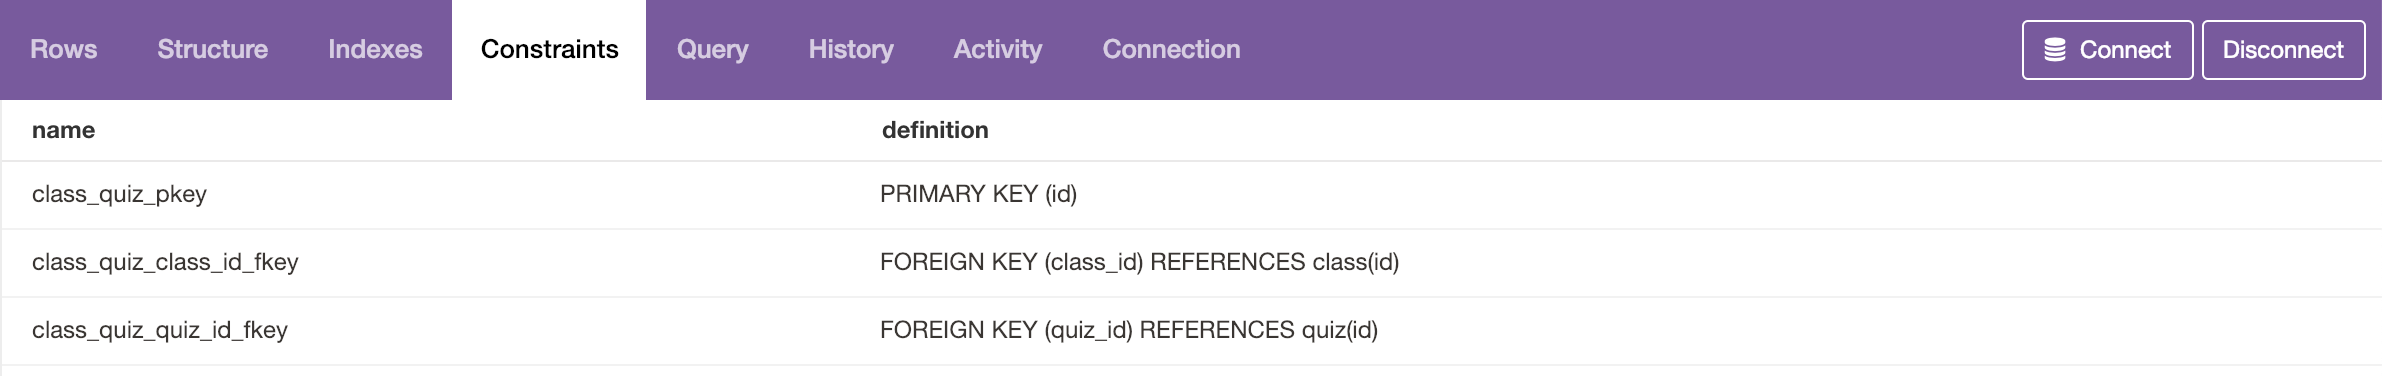 Rows Structure Indexes Constraints Query History Activity Connection Connect Disconnect
name definition
class_quiz_pkey PRIMARY KEY (id)
class_quiz_class_id_fkey FOREIGN KEY (class_id) REFERENCES class(id)
class_quiz_quiz_id_fkey FOREIGN KEY (quiz_id) REFERENCES quiz(id)